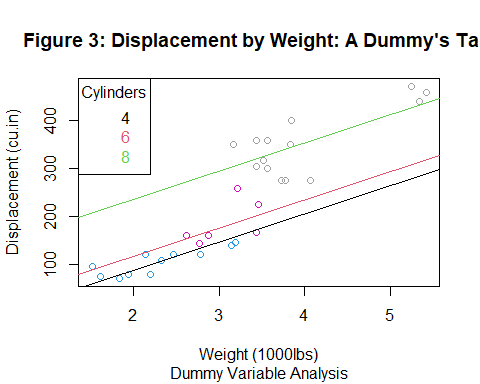 Figure 3: Displacement by Weight: A Dummy's Ta
Cylinders
4
6
8
Displacement (cu.in)
400
300
200
100
2 3 4 5
Weight (1000lbs)
Dummy Variable Analysis